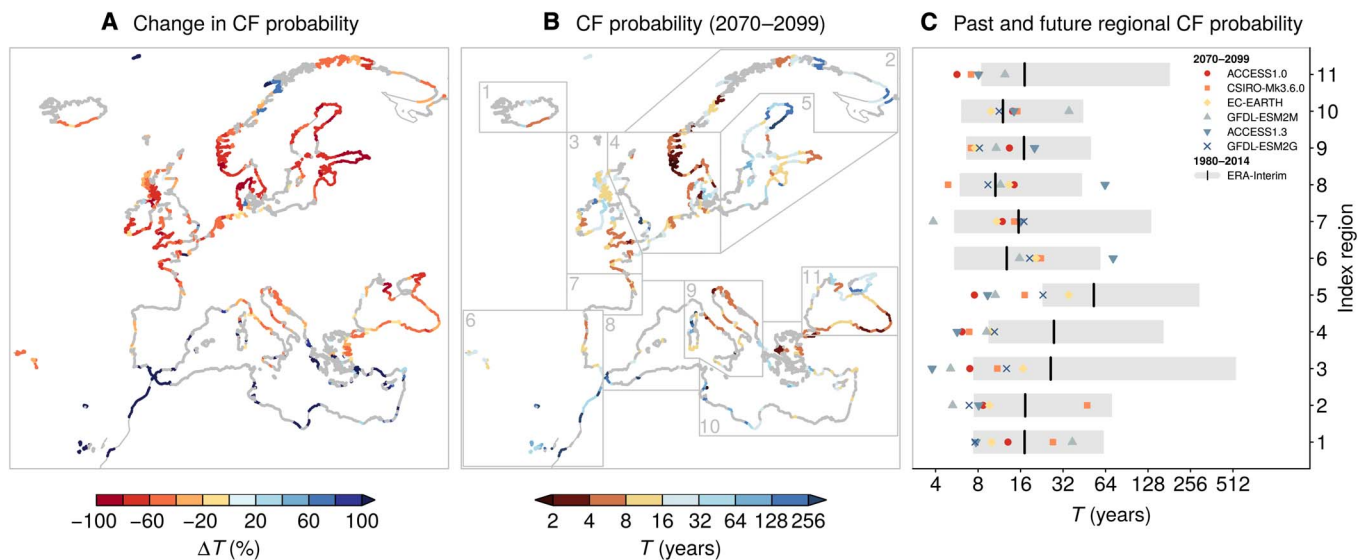 A Change in CF probability
B CF probability (2070–2099)
C Past and future regional CF probability
1
2
3
4
5
6
7
8
9
10
11
2070–2099
ACCESS1.0
CSIRO-Mk3.6.0
EC-EARTH
GFDL-ESM2M
ACCESS1.3
GFDL-ESM2G
1980–2014
ERA-Interim
11
10
9
8
7
6
5
4
3
2
1
Index region
4 8 16 32 64 128 256 512
T (years)
−100 −60 −20 20 60 100
ΔT (%)
2 4 8 16 32 64 128 256
T (years)